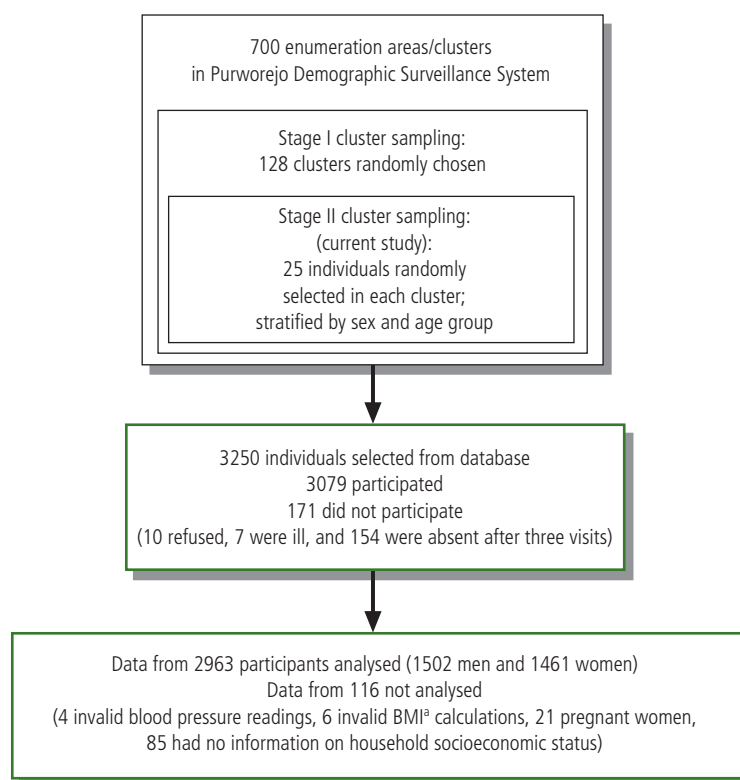 700 enumeration areas/clusters
in Purworejo Demographic Surveillance System
Stage I cluster sampling:
128 clusters randomly chosen
Stage II cluster sampling:
(current study):
25 individuals randomly
selected in each cluster;
stratified by sex and age group
3250 individuals selected from database
3079 participated
171 did not participate
(10 refused, 7 were ill, and 154 were absent after three visits)
Data from 2963 participants analysed (1502 men and 1461 women)
Data from 116 not analysed
(4 invalid blood pressure readings, 6 invalid BMIᵃ calculations, 21 pregnant women,
85 had no information on household socioeconomic status)